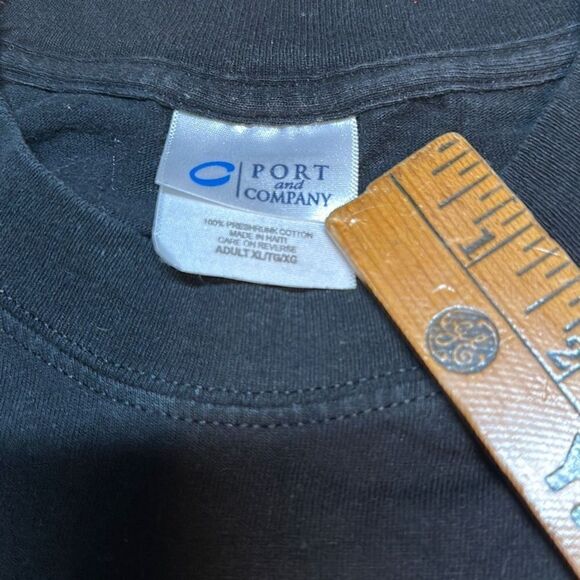 PORT
and
COMPANY
100% PRESHRUNK COTTON
MADE IN HAITI
CARE ON REVERSE
ADULT XL/TG/XG
1
2